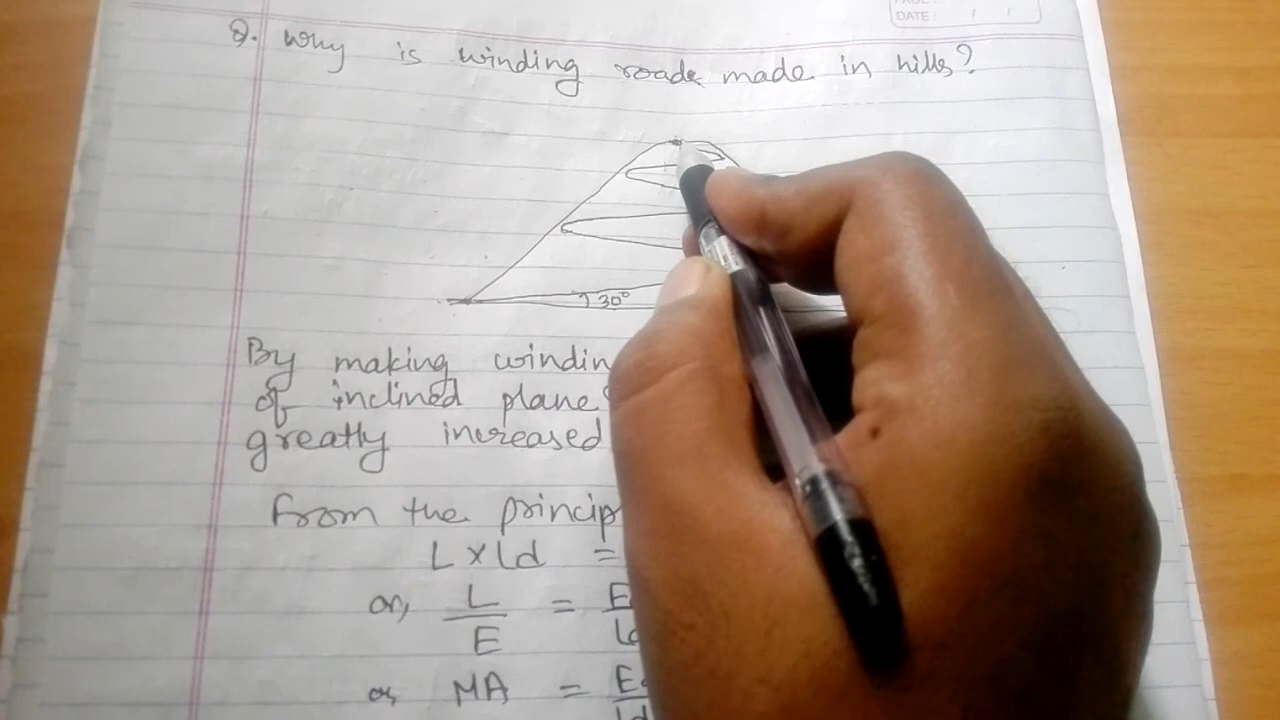 DATE:
Q. Why is winding roads made in hills?
30°
By making windin
of inclined plane
greatly increased
From the princip
L x Ld =
or, L / E = E
or, MA = E
Ld